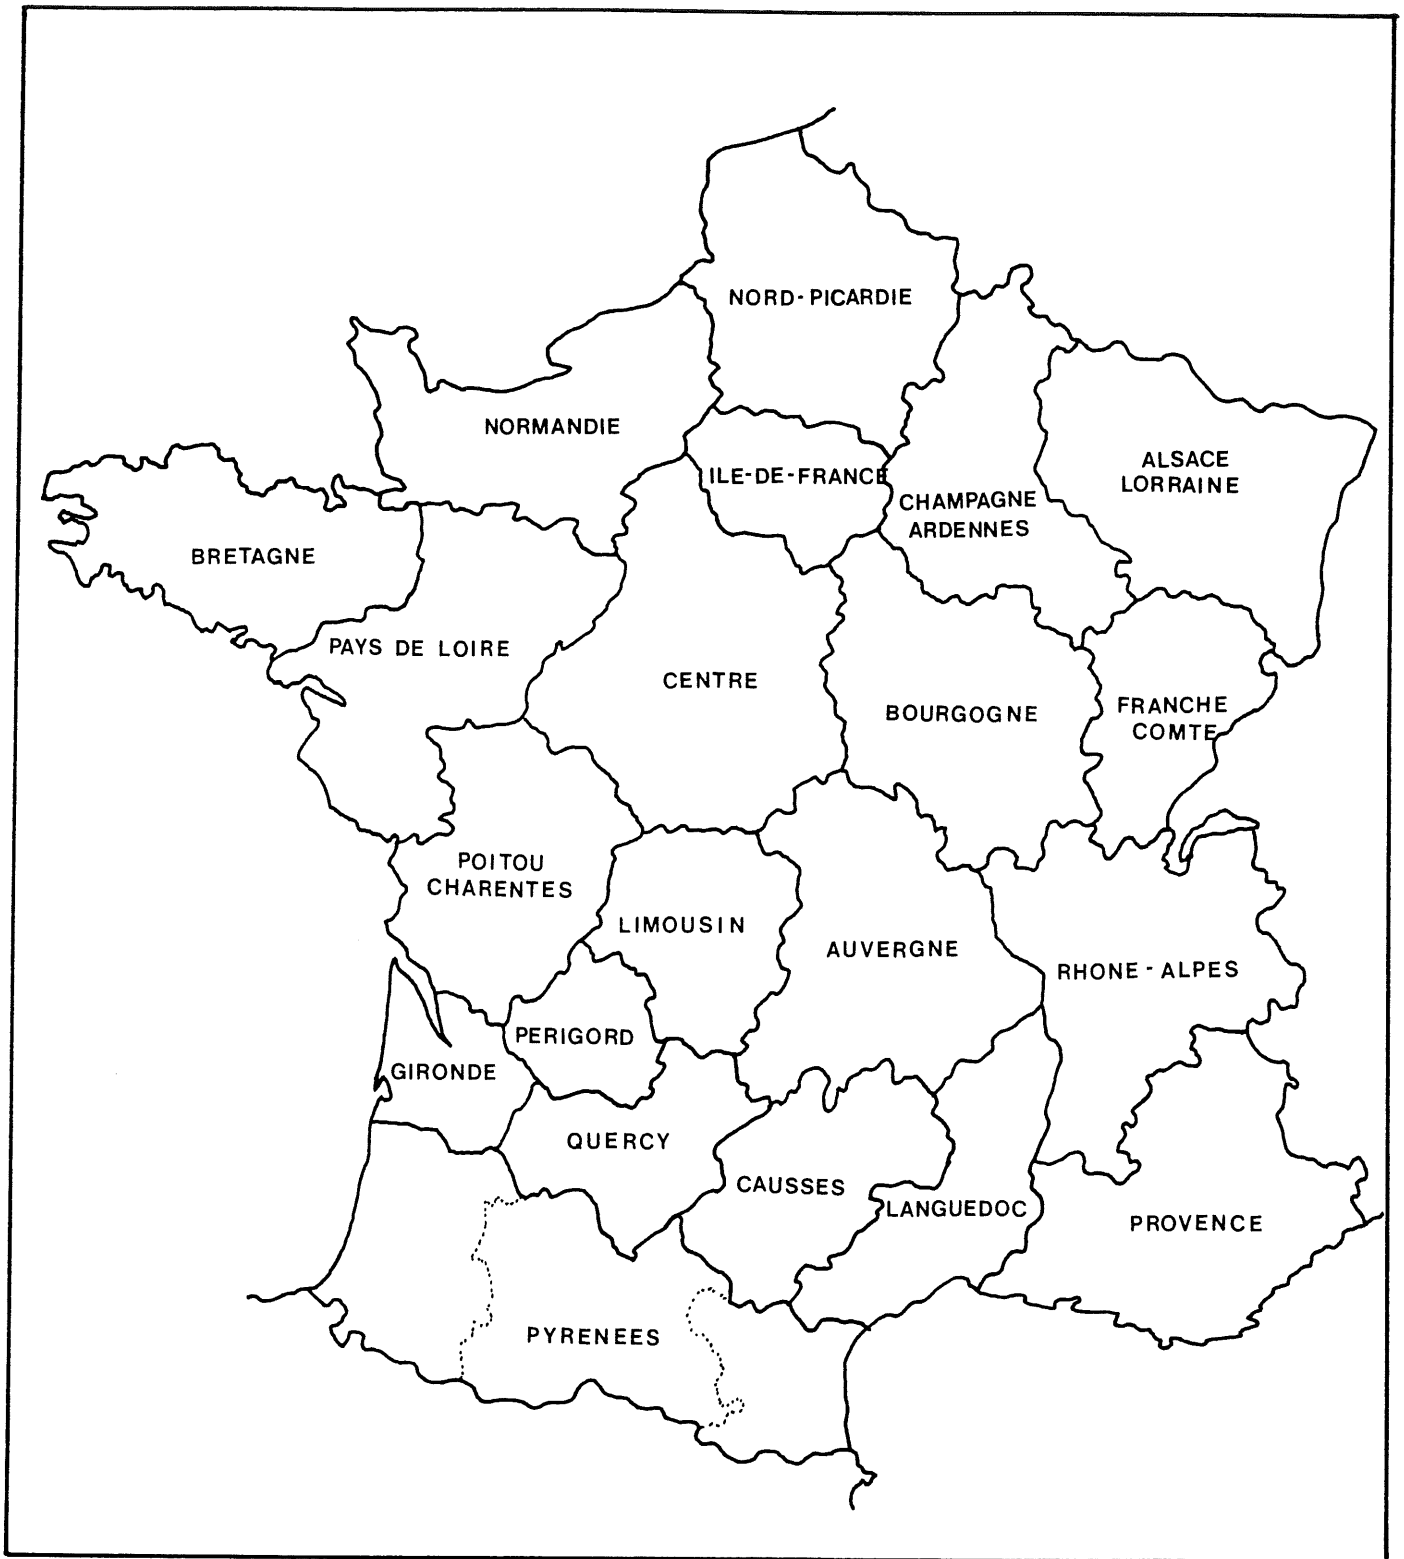 NORD-PICARDIE
NORMANDIE
ILE-DE-FRANCE
ALSACE
LORRAINE
CHAMPAGNE
ARDENNES
BRETAGNE
PAYS DE LOIRE
CENTRE
BOURGOGNE
FRANCHE
COMTE
POITOU
CHARENTES
LIMOUSIN
AUVERGNE
RHONE-ALPES
PERIGORD
GIRONDE
QUERCY
CAUSSES
LANGUEDOC
PROVENCE
PYRENEES